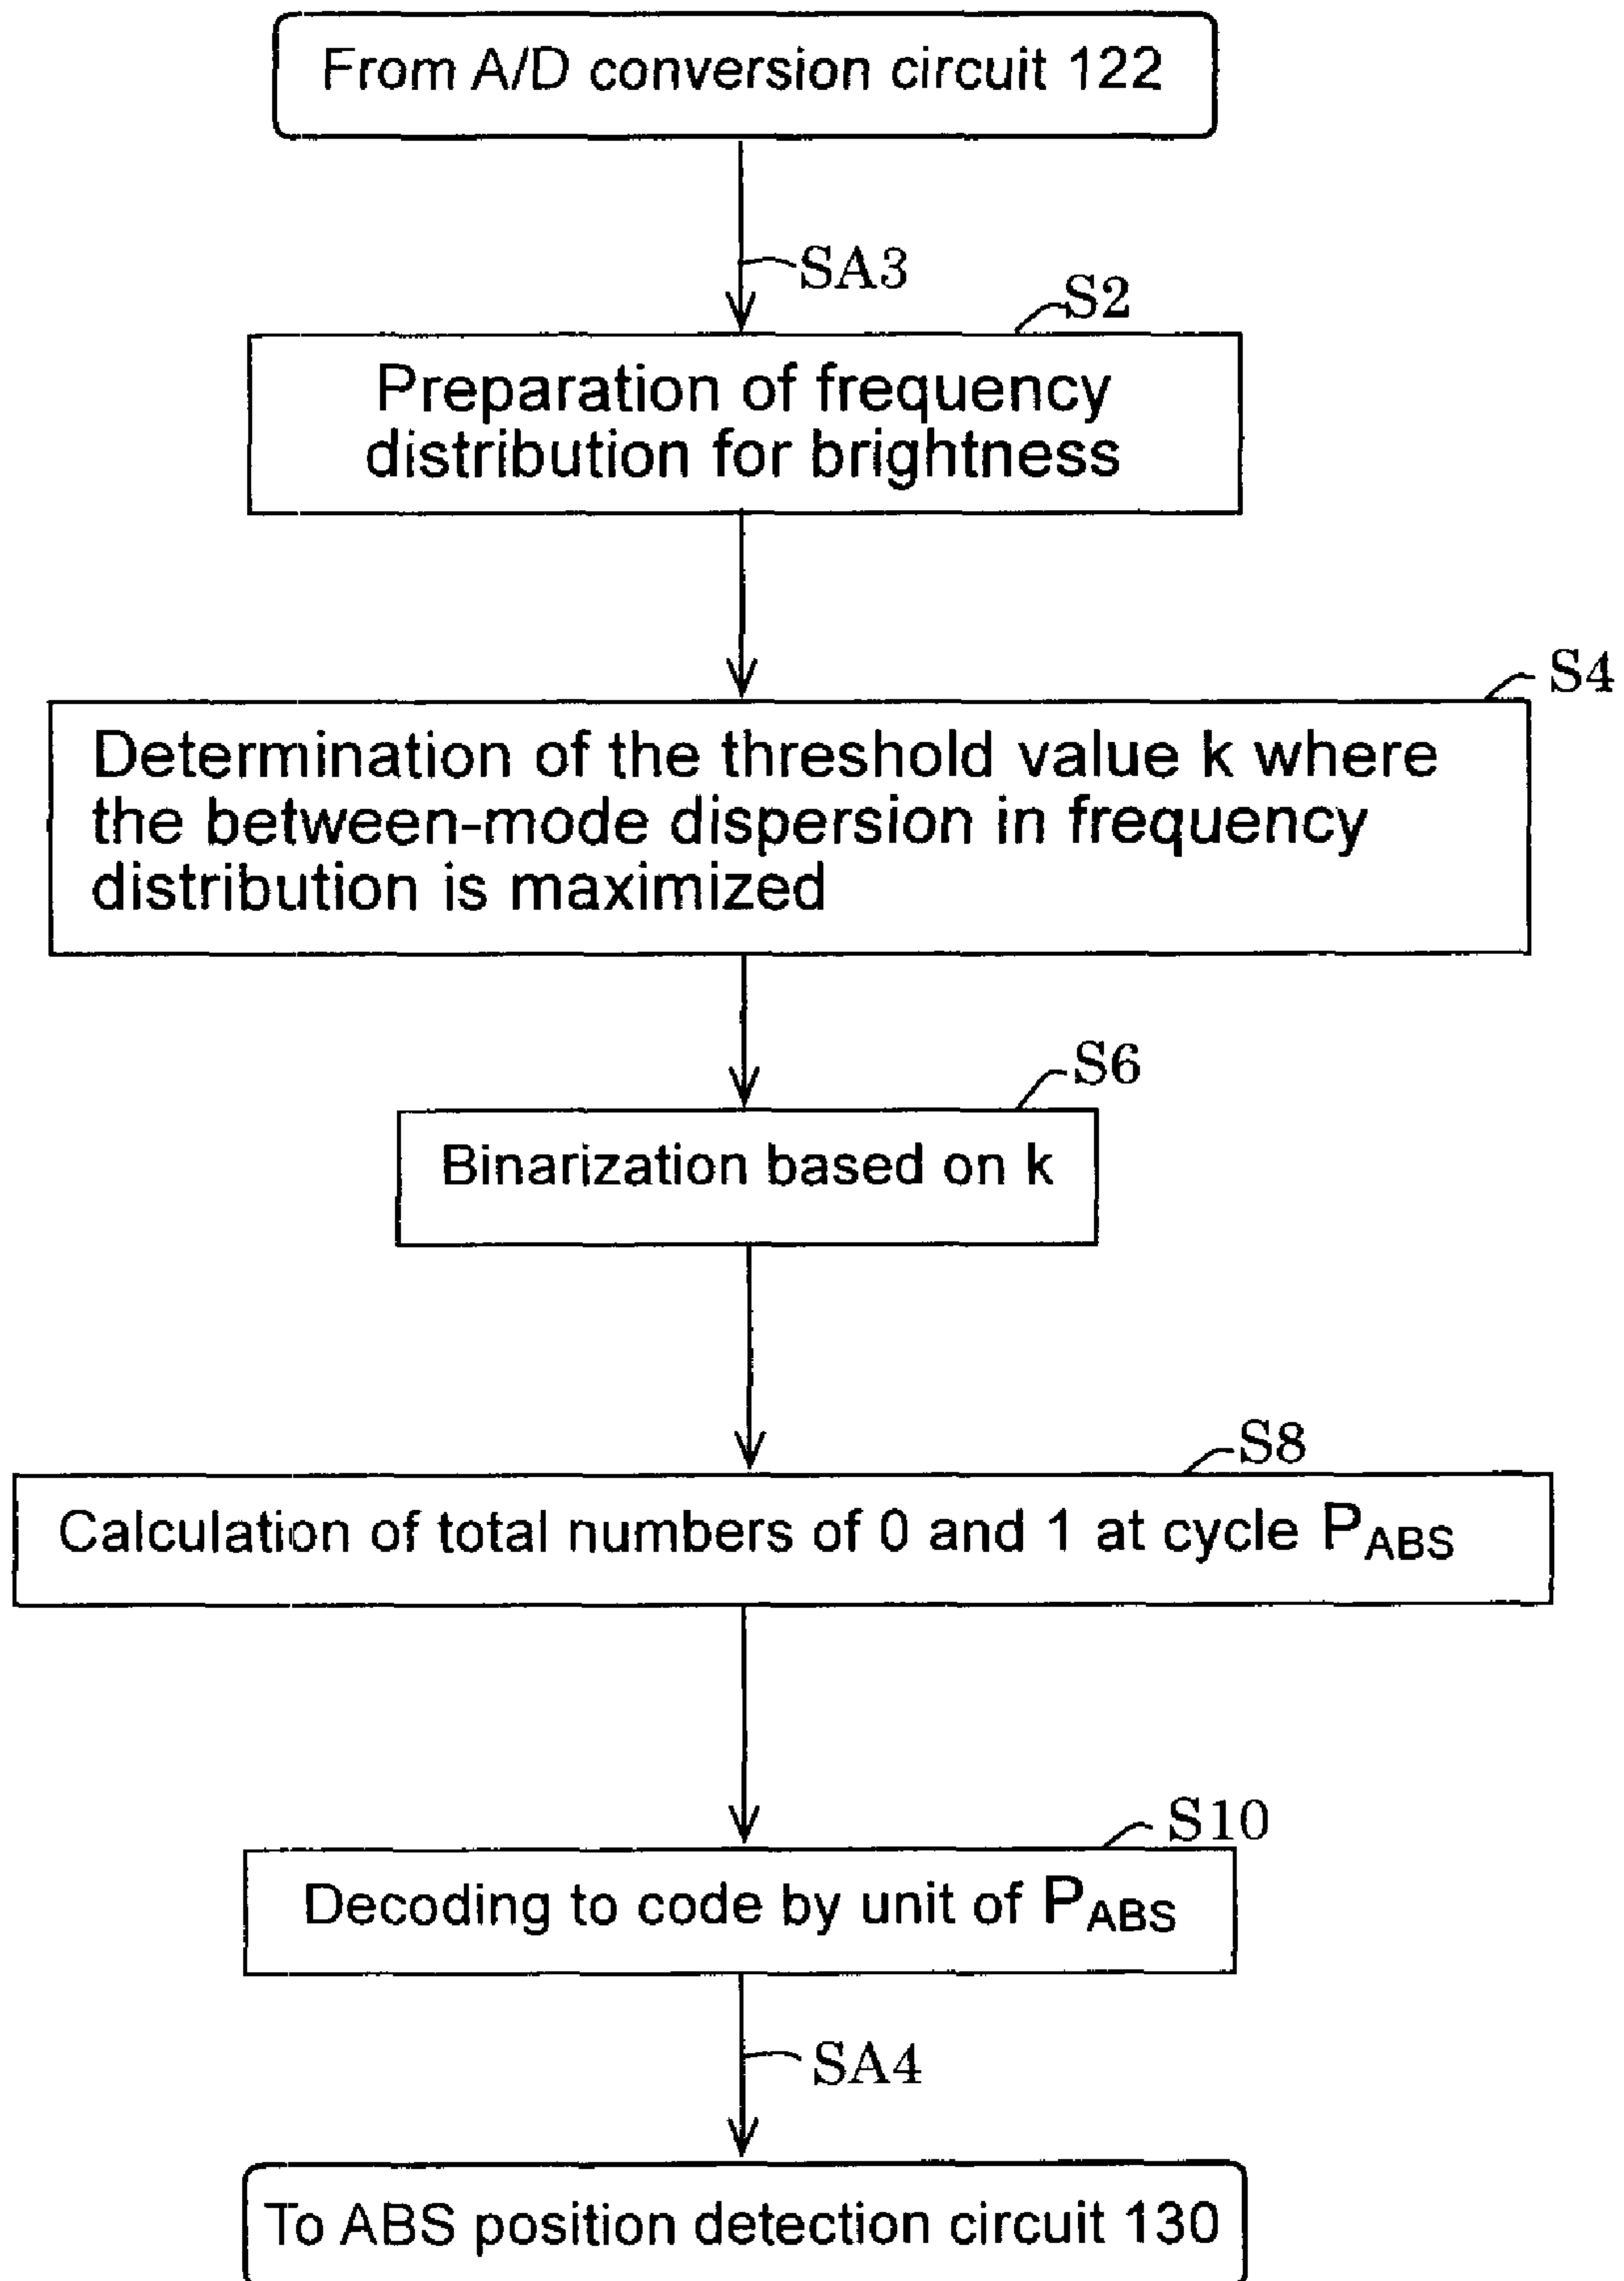 From A/D conversion circuit 122
SA3
S2
Preparation of frequency
distribution for brightness
S4
Determination of the threshold value k where
the between-mode dispersion in frequency
distribution is maximized
S6
Binarization based on k
S8
Calculation of total numbers of 0 and 1 at cycle PABS
S10
Decoding to code by unit of PABS
SA4
To ABS position detection circuit 130